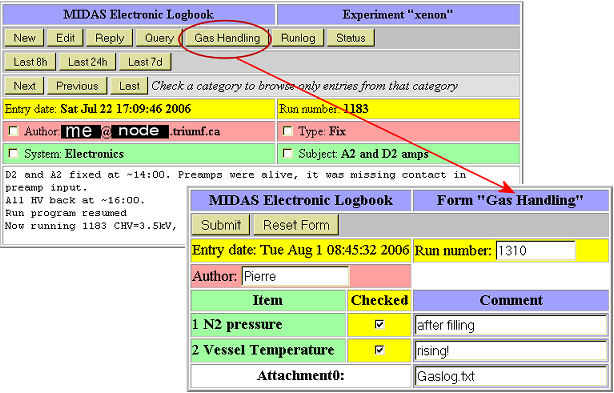 MIDAS Electronic Logbook Experiment "xenon"
New Edit Reply Query Gas Handling Runlog Status
Last 8h Last 24h Last 7d
Next Previous Last Check a category to browse only entries from that category
Entry date: Sat Jul 22 17:09:46 2006 Run number: 1183
Author: me @ node .triumf.ca Type: Fix
System: Electronics Subject: A2 and D2 amps
D2 and A2 fixed at ~14:00. Preamps were alive, it was missing contact in
preamp input.
All HV back at ~16:00.
Run program resumed
Now running 1183 CHV=3.5kV,
MIDAS Electronic Logbook Form "Gas Handling"
Submit Reset Form
Entry date: Tue Aug 1 08:45:32 2006 Run number: 1310
Author: Pierre
Item Checked Comment
1 N2 pressure after filling
2 Vessel Temperature rising!
Attachment0: Gaslog.txt